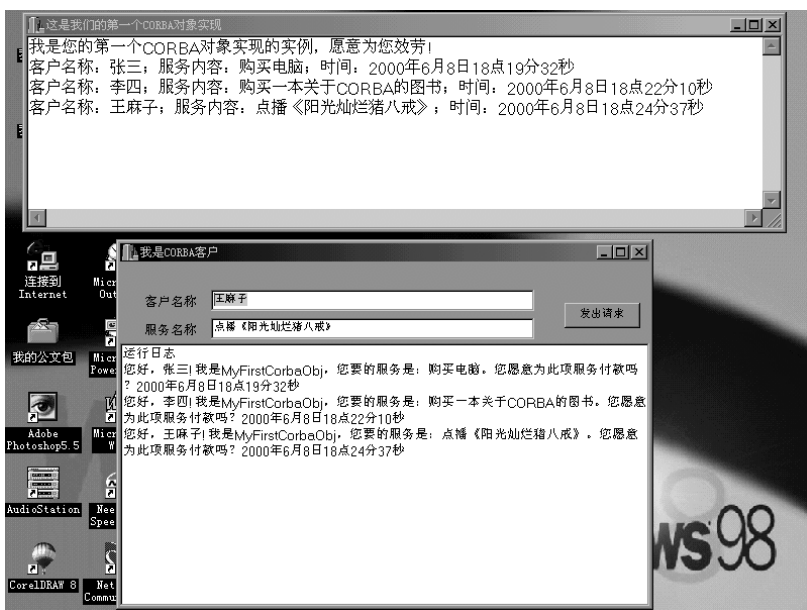 这是我们的第一个CORBA对象实现
我是您的第一个CORBA对象实现的实例，愿意为您效劳！
客户名称：张三；服务内容：购买电脑；时间：2000年6月8日18点19分32秒
客户名称：李四；服务内容：购买一本关于CORBA的图书；时间：2000年6月8日18点22分10秒
客户名称：王麻子；服务内容：点播《阳光灿烂猪八戒》；时间：2000年6月8日18点24分37秒
我是CORBA客户
客户名称 王麻子
发出请求
服务名称 点播《阳光灿烂猪八戒》
运行日志
您好，张三！我是MyFirstCorbaObj，您要的服务是：购买电脑。您愿意为此项服务付款吗
？2000年6月8日18点19分32秒
您好，李四！我是MyFirstCorbaObj，您要的服务是：购买一本关于CORBA的图书。您愿意
为此项服务付款吗？2000年6月8日18点22分10秒
您好，王麻子！我是MyFirstCorbaObj，您要的服务是：点播《阳光灿烂猪八戒》。您愿意
为此项服务付款吗？2000年6月8日18点24分37秒
连接到
Internet
我的公文包
Adobe
Photoshop5.5
AudioStation
CorelDRAW 8
Micr
Out
Micr
Powe
Micr
W
Nee
Spee
Net
Commu
ws98